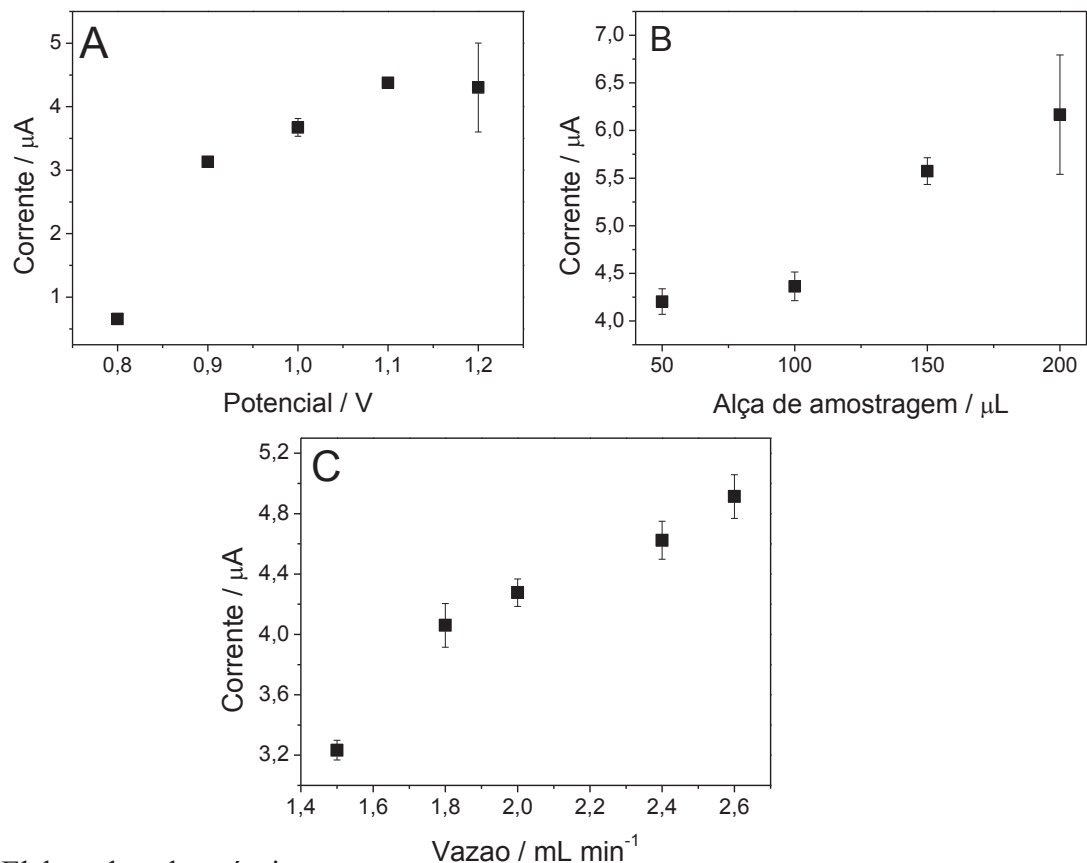 A
Corrente / μA
5
4
3
2
1
0,8 0,9 1,0 1,1 1,2
Potencial / V
B
Corrente / μA
7,0
6,5
6,0
5,5
5,0
4,5
4,0
50 100 150 200
Alça de amostragem / μL
C
Corrente / μA
5,2
4,8
4,4
4,0
3,6
3,2
1,4 1,6 1,8 2,0 2,2 2,4 2,6
Vazao / mL min⁻¹